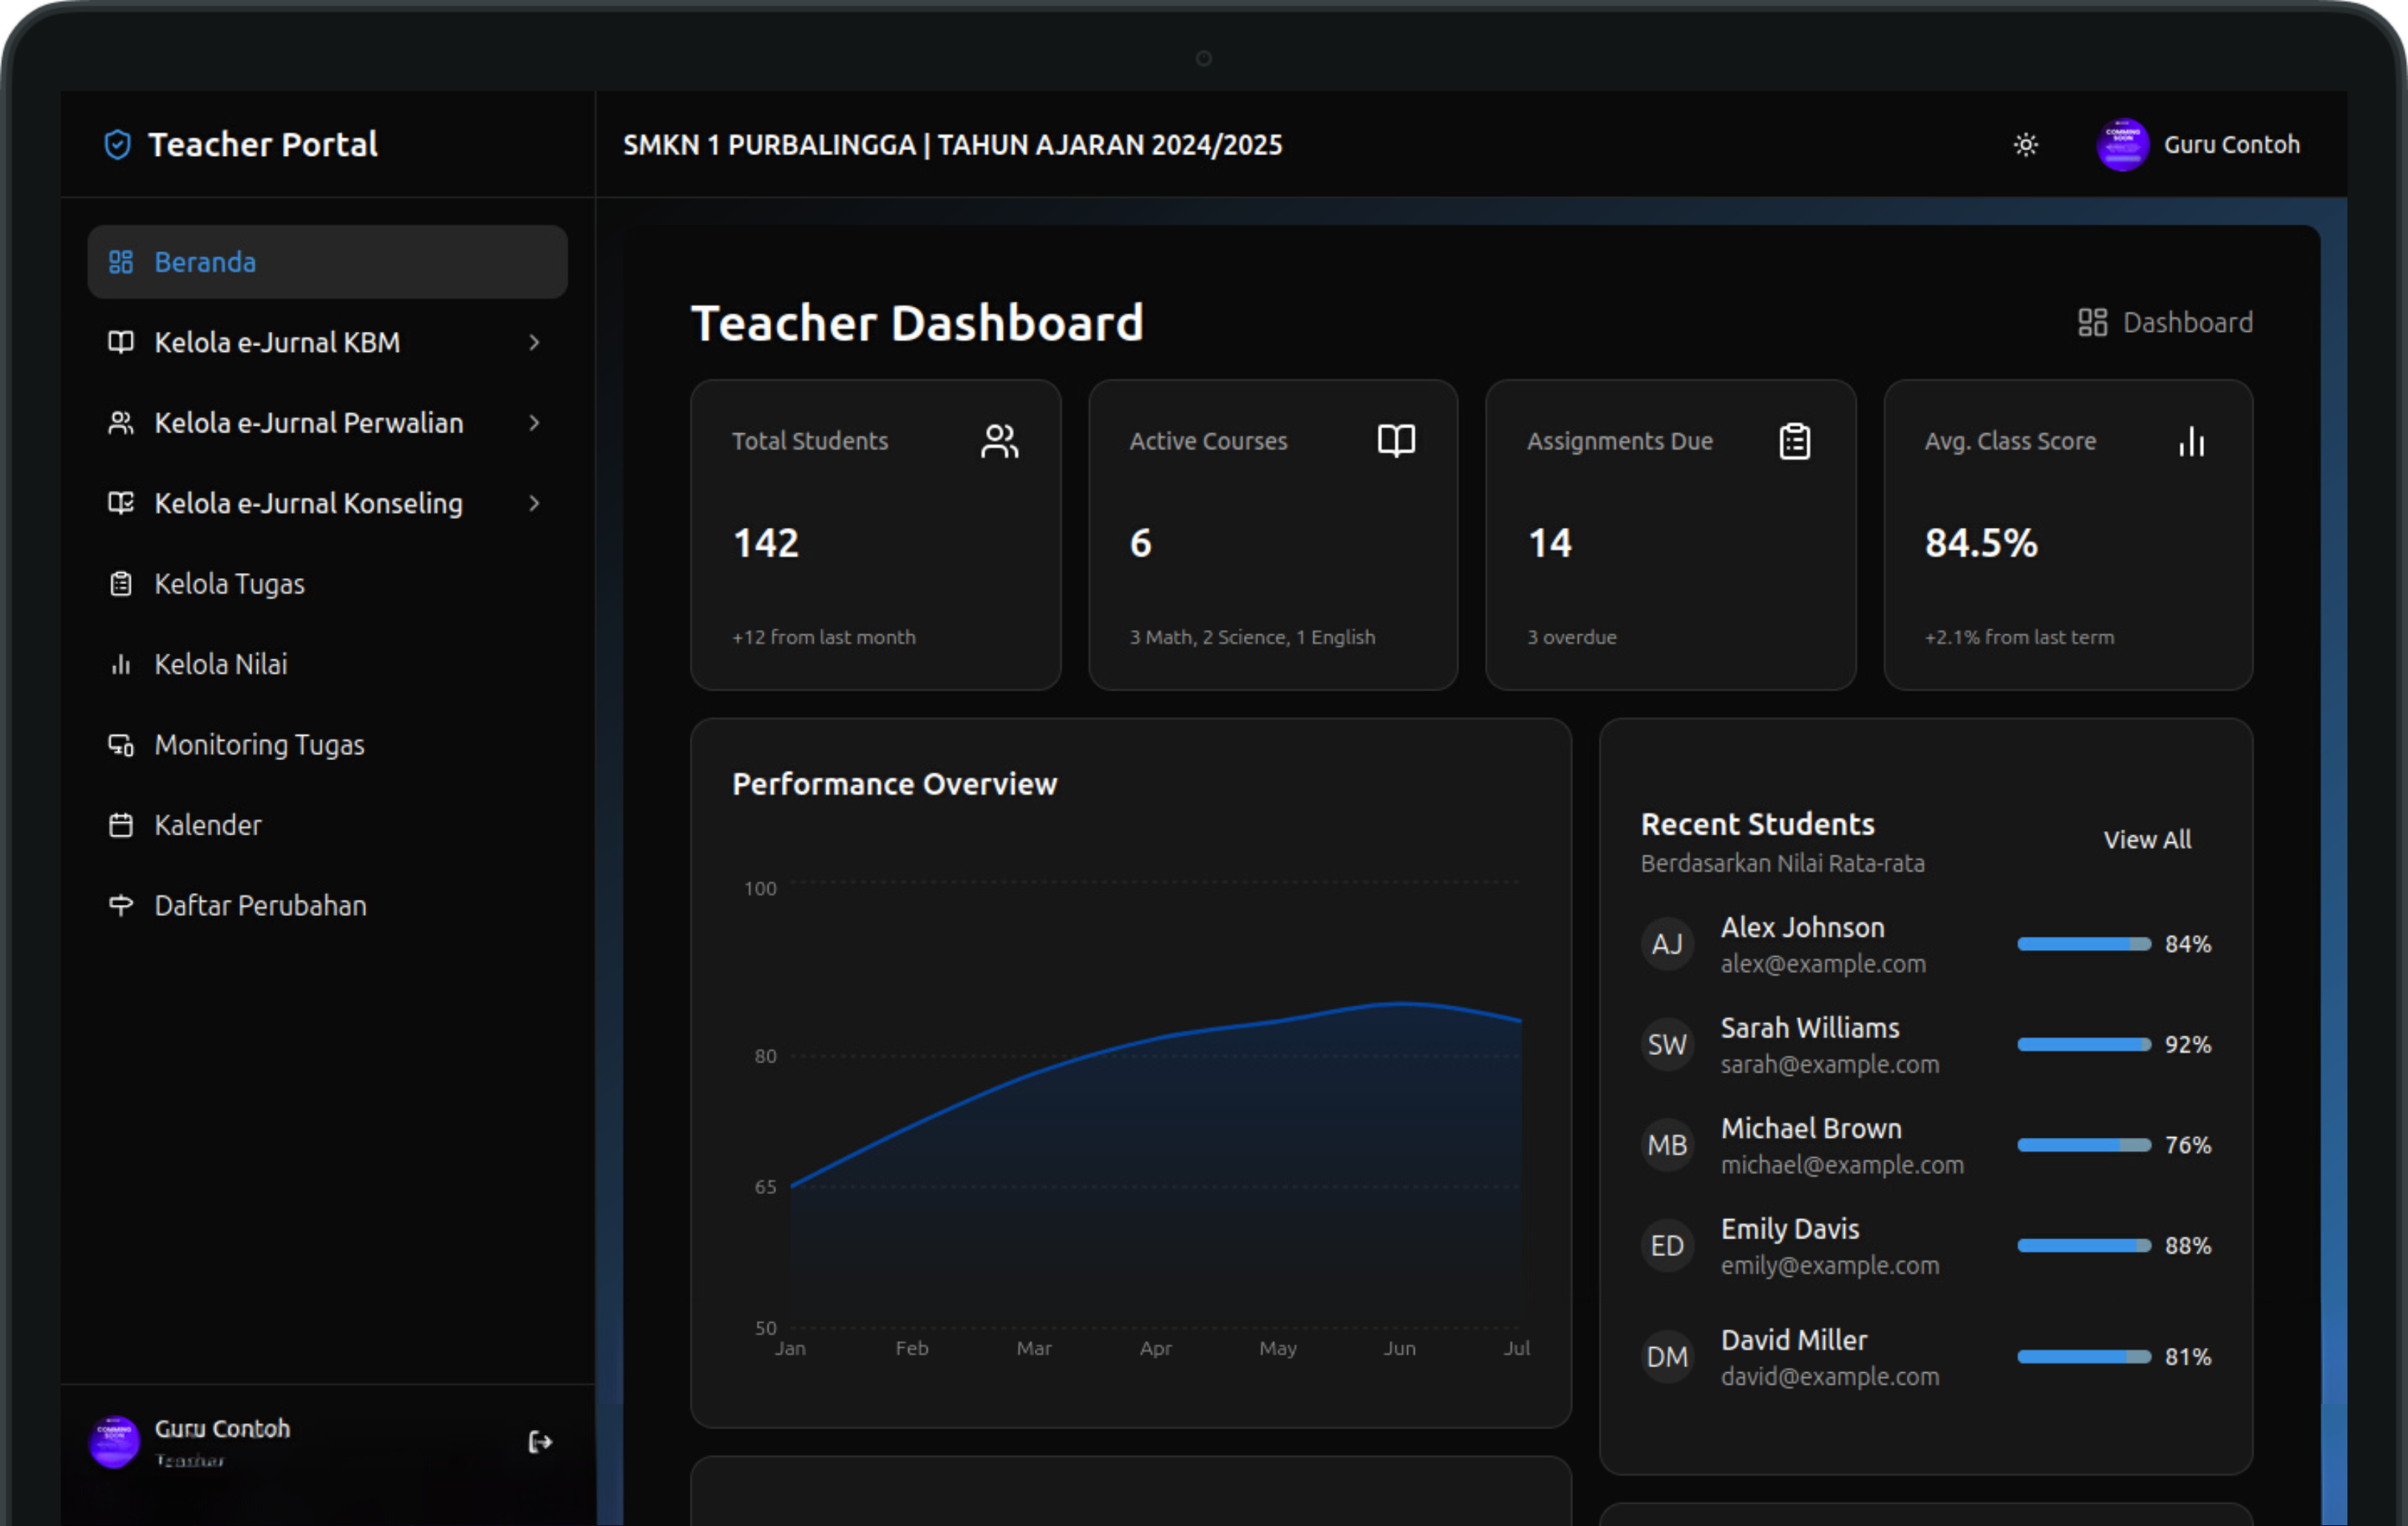 Teacher Portal
SMKN 1 PURBALINGGA | TAHUN AJARAN 2024/2025
Guru Contoh
Beranda
Kelola e-Jurnal KBM
Kelola e-Jurnal Perwalian
Kelola e-Jurnal Konseling
Kelola Tugas
Kelola Nilai
Monitoring Tugas
Kalender
Daftar Perubahan
Guru Contoh
Teacher
Teacher Dashboard
Dashboard
Total Students
142
+12 from last month
Active Courses
6
3 Math, 2 Science, 1 English
Assignments Due
14
3 overdue
Avg. Class Score
84.5%
+2.1% from last term
Performance Overview
100
80
65
50
Jan Feb Mar Apr May Jun Jul
Recent Students
Berdasarkan Nilai Rata-rata
View All
AJ Alex Johnson 84%
alex@example.com
SW Sarah Williams 92%
sarah@example.com
MB Michael Brown 76%
michael@example.com
ED Emily Davis 88%
emily@example.com
DM David Miller 81%
david@example.com